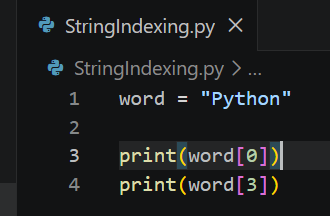 StringIndexing.py ×
StringIndexing.py > ...
1 word = "Python"
2
3 print(word[0])
4 print(word[3])